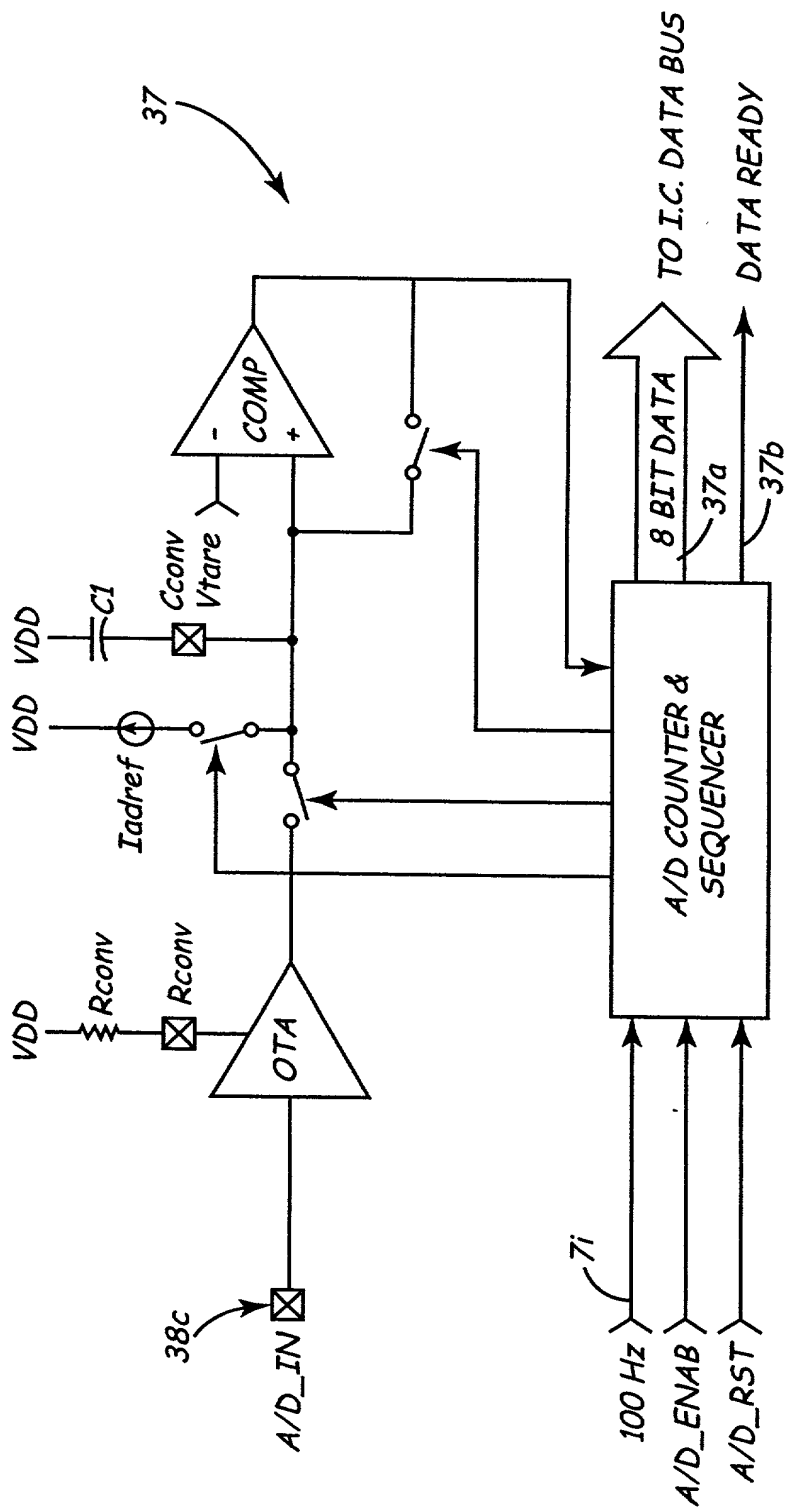 37
VDD
VDD
VDD
Rconv
Rconv
Iadref
C1
Cconv
Vtare
-
COMP
+
OTA
38c
A/D_IN
7i
100 Hz
A/D_ENAB
A/D_RST
A/D COUNTER &
SEQUENCER
8 BIT DATA
37a
37b
TO I.C. DATA BUS
DATA READY